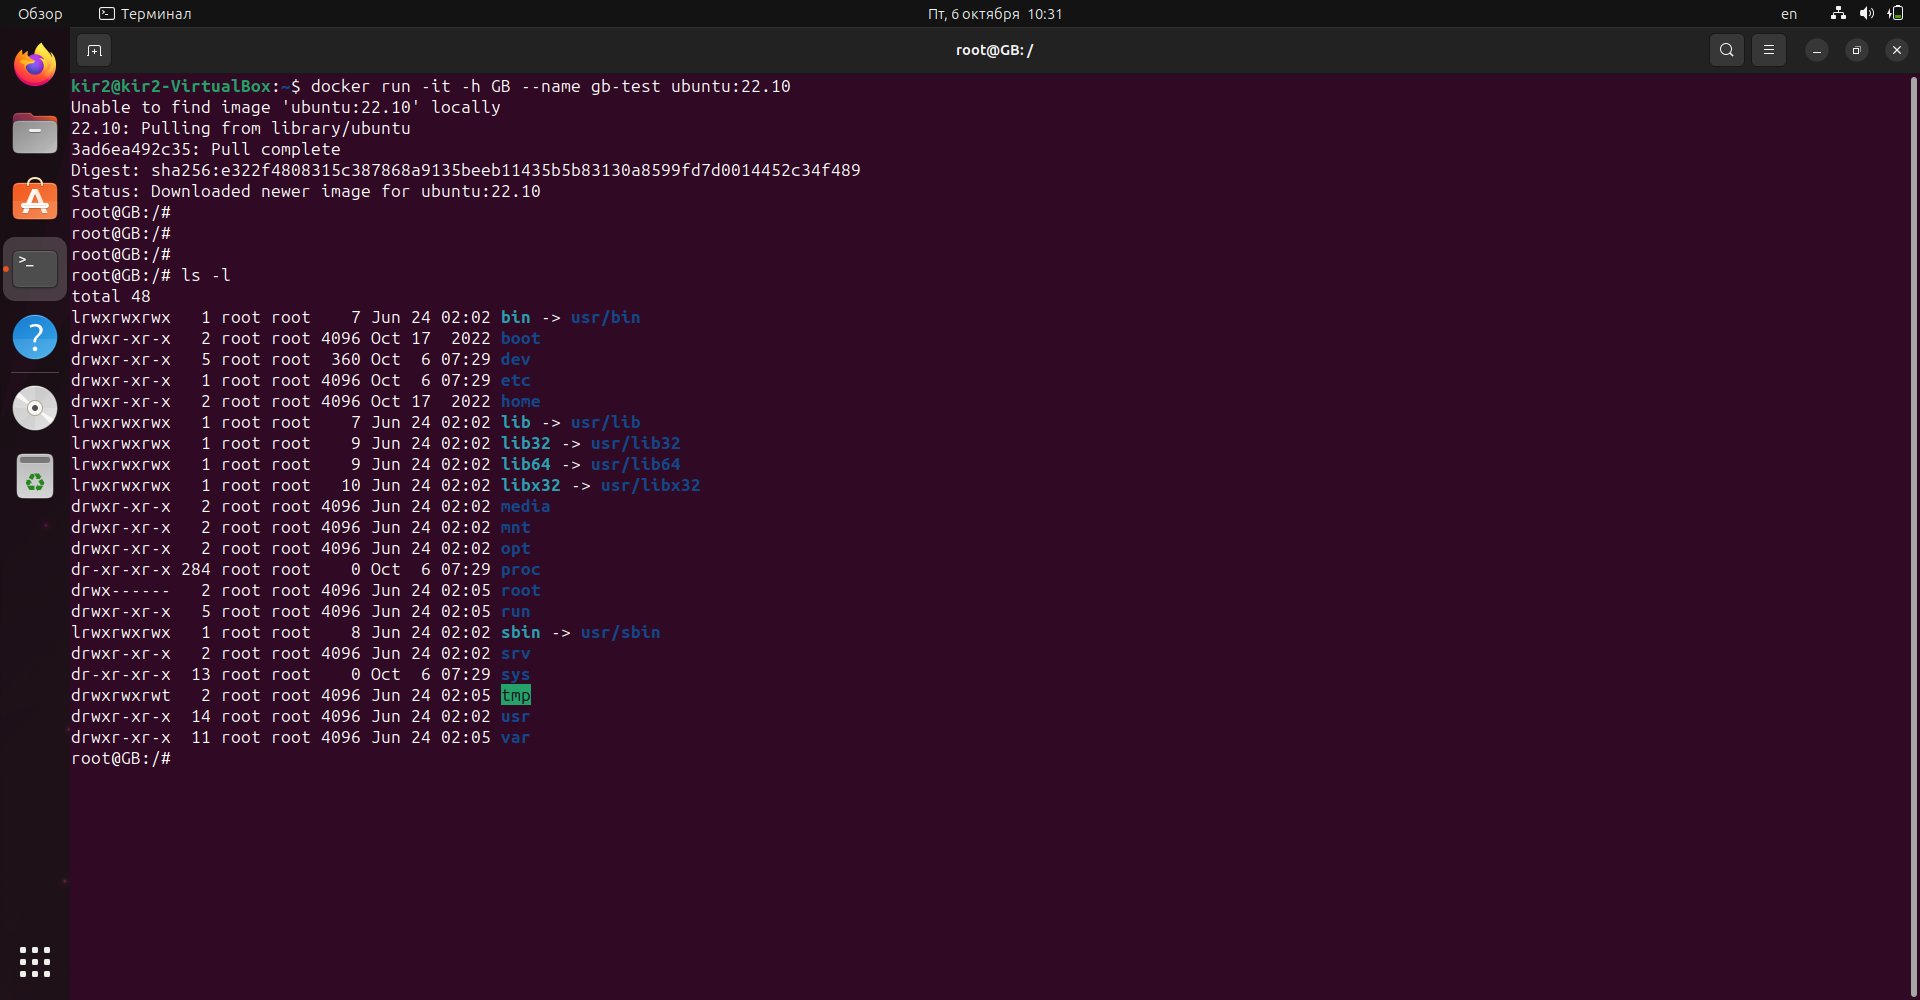 Обзор Терминал Пт, 6 октября 10:31 en
root@GB: /
kir2@kir2-VirtualBox:~$ docker run -it -h GB --name gb-test ubuntu:22.10
Unable to find image 'ubuntu:22.10' locally
22.10: Pulling from library/ubuntu
3ad6ea492c35: Pull complete
Digest: sha256:e322f4808315c387868a9135beeb11435b5b83130a8599fd7d0014452c34f489
Status: Downloaded newer image for ubuntu:22.10
root@GB:/#
root@GB:/#
root@GB:/#
root@GB:/# ls -l
total 48
lrwxrwxrwx   1 root root    7 Jun 24 02:02 bin -> usr/bin
drwxr-xr-x   2 root root 4096 Oct 17  2022 boot
drwxr-xr-x   5 root root  360 Oct  6 07:29 dev
drwxr-xr-x   1 root root 4096 Oct  6 07:29 etc
drwxr-xr-x   2 root root 4096 Oct 17  2022 home
lrwxrwxrwx   1 root root    7 Jun 24 02:02 lib -> usr/lib
lrwxrwxrwx   1 root root    9 Jun 24 02:02 lib32 -> usr/lib32
lrwxrwxrwx   1 root root    9 Jun 24 02:02 lib64 -> usr/lib64
lrwxrwxrwx   1 root root   10 Jun 24 02:02 libx32 -> usr/libx32
drwxr-xr-x   2 root root 4096 Jun 24 02:02 media
drwxr-xr-x   2 root root 4096 Jun 24 02:02 mnt
drwxr-xr-x   2 root root 4096 Jun 24 02:02 opt
dr-xr-xr-x 284 root root    0 Oct  6 07:29 proc
drwx------   2 root root 4096 Jun 24 02:05 root
drwxr-xr-x   5 root root 4096 Jun 24 02:05 run
lrwxrwxrwx   1 root root    8 Jun 24 02:02 sbin -> usr/sbin
drwxr-xr-x   2 root root 4096 Jun 24 02:02 srv
dr-xr-xr-x  13 root root    0 Oct  6 07:29 sys
drwxrwxrwt   2 root root 4096 Jun 24 02:05 tmp
drwxr-xr-x  14 root root 4096 Jun 24 02:02 usr
drwxr-xr-x  11 root root 4096 Jun 24 02:05 var
root@GB:/#